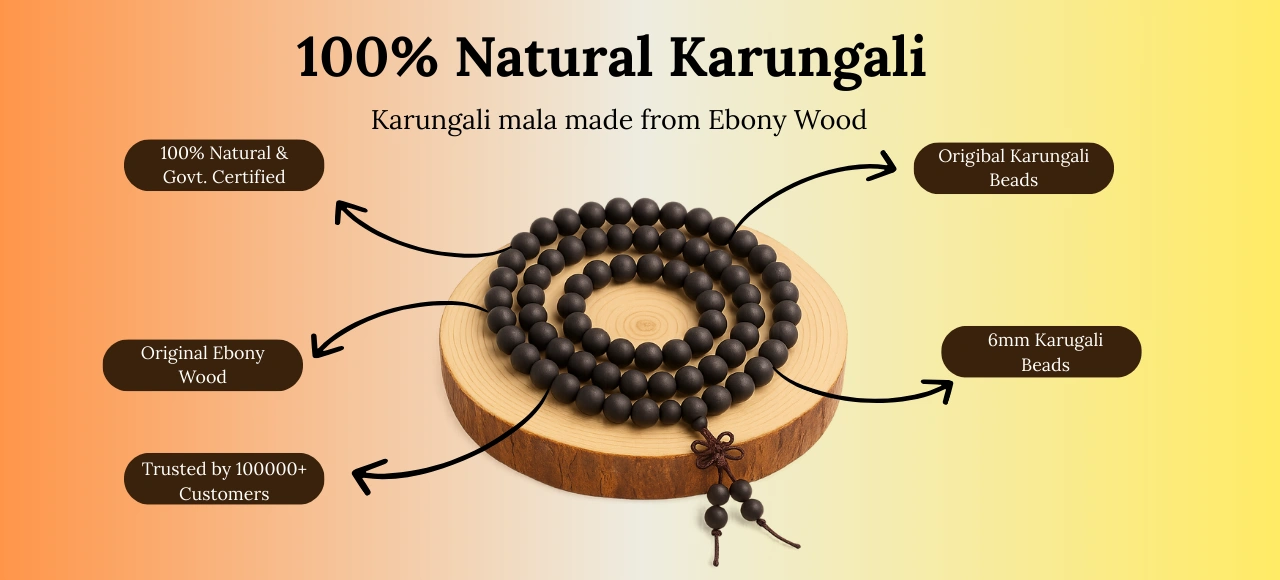 100% Natural Karungali
Karungali mala made from Ebony Wood
100% Natural &
Govt. Certified
Origibal Karungali
Beads
Original Ebony
Wood
6mm Karugali
Beads
Trusted by 100000+
Customers